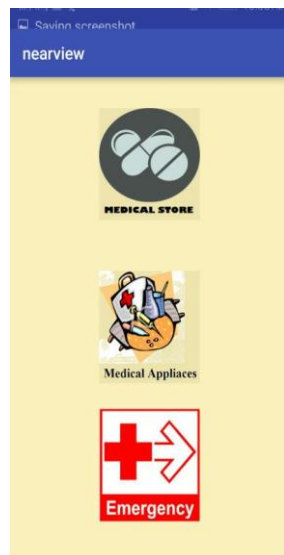 Saving screenshot
nearview
MEDICAL STORE
Medical Appliaces
Emergency